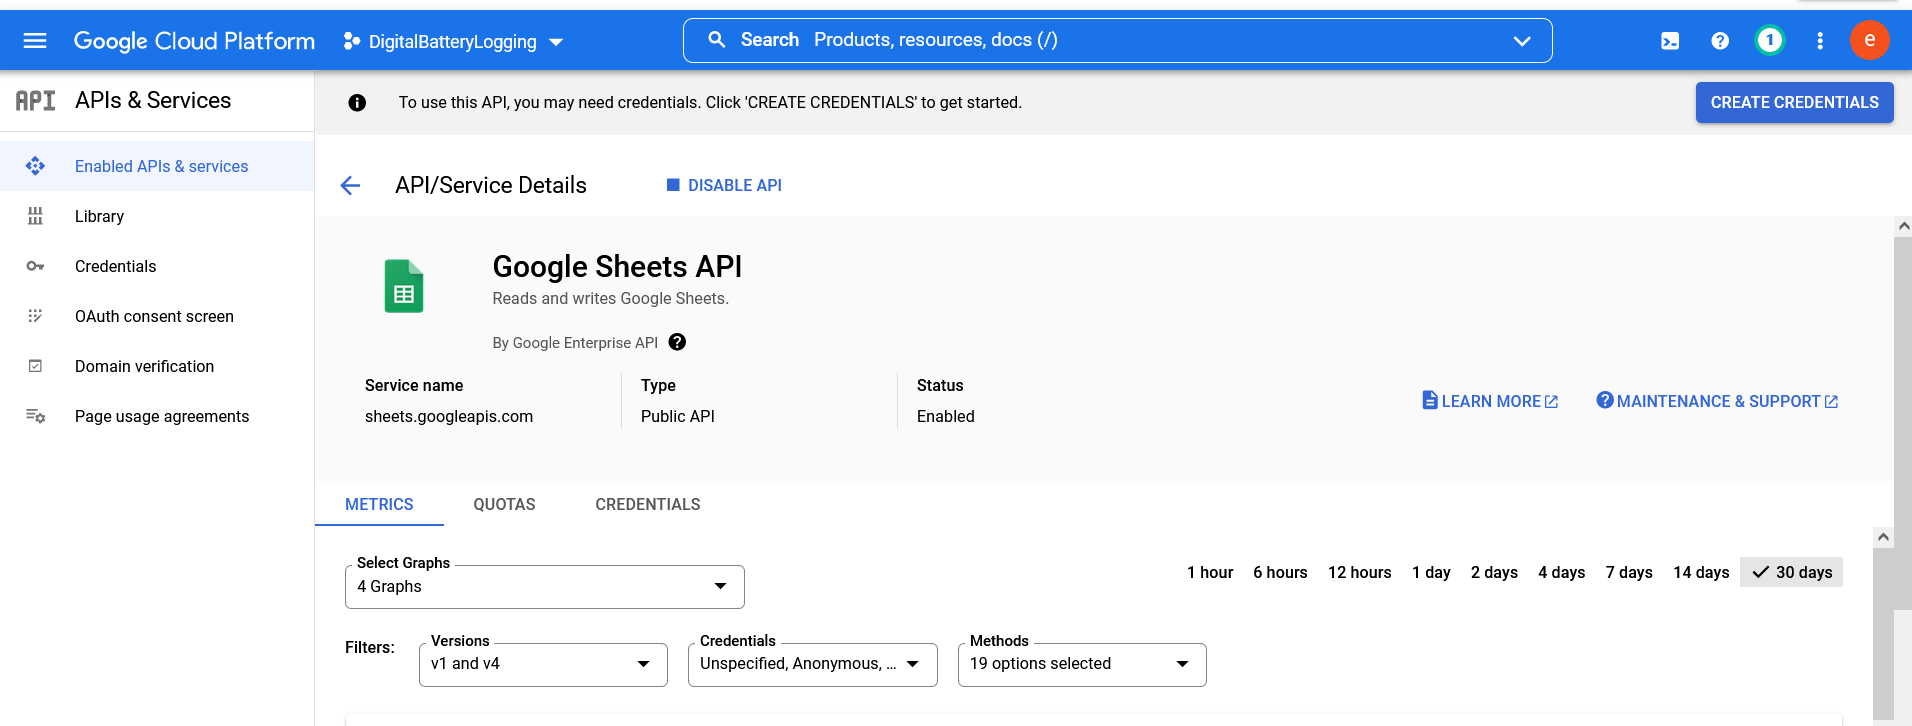 Google Cloud Platform DigitalBatteryLogging Search Products, resources, docs (/) 1 e
API APIs & Services
To use this API, you may need credentials. Click 'CREATE CREDENTIALS' to get started. CREATE CREDENTIALS
Enabled APIs & services
Library
Credentials
OAuth consent screen
Domain verification
Page usage agreements
API/Service Details DISABLE API
Google Sheets API
Reads and writes Google Sheets.
By Google Enterprise API
Service name Type Status
sheets.googleapis.com Public API Enabled
LEARN MORE MAINTENANCE & SUPPORT
METRICS QUOTAS CREDENTIALS
Select Graphs
4 Graphs
1 hour 6 hours 12 hours 1 day 2 days 4 days 7 days 14 days 30 days
Filters:
Versions
v1 and v4
Credentials
Unspecified, Anonymous, ...
Methods
19 options selected